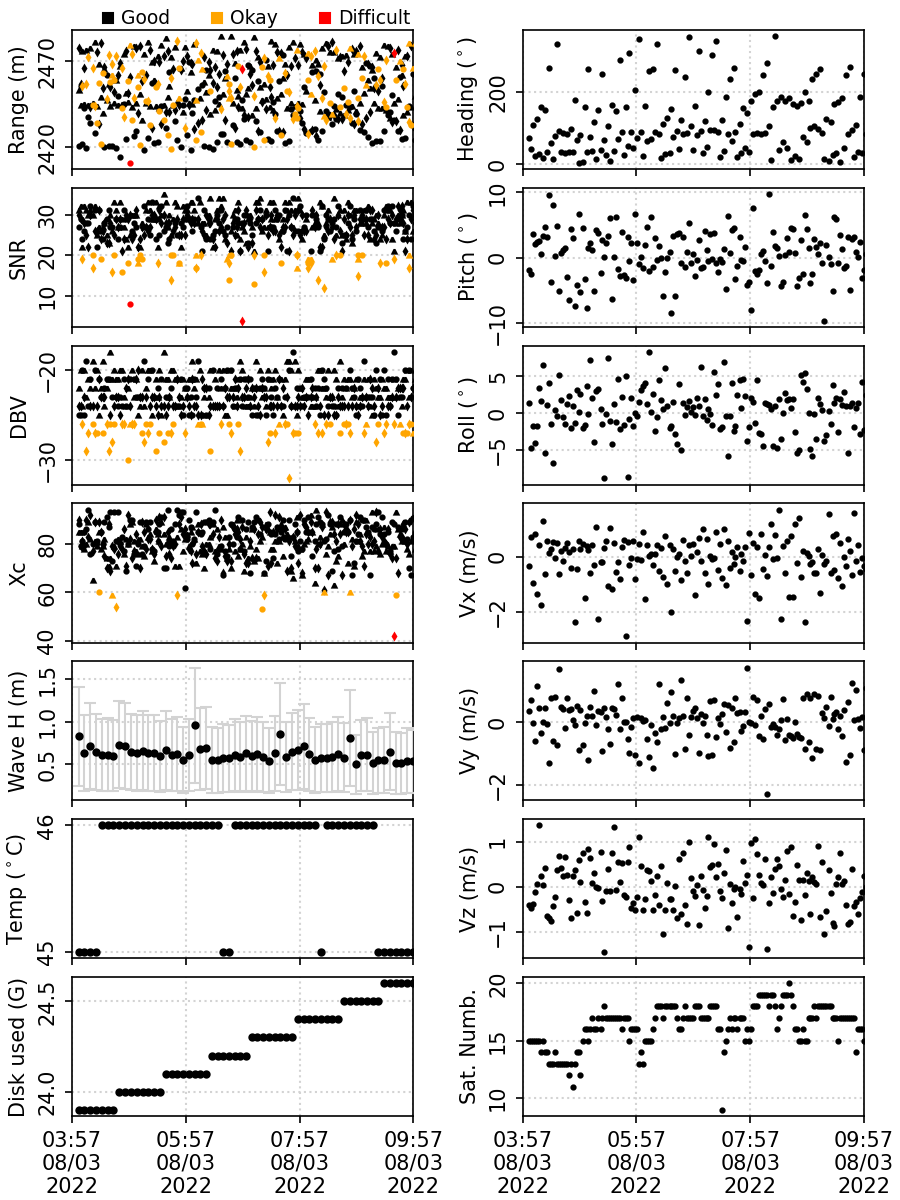 Good Okay Difficult
Range (m)
2470
2420
Heading (°)
200
0
SNR
30
20
10
Pitch (°)
10
0
−10
DBV
−20
−30
Roll (°)
5
0
−5
Xc
80
60
40
Vx (m/s)
0
−2
Wave H (m)
1.5
1.0
0.5
Vy (m/s)
0
−2
Temp (°C)
46
45
Vz (m/s)
1
0
−1
Disk used (G)
24.5
24.0
Sat. Numb.
20
15
10
03:57 05:57 07:57 09:57 03:57 05:57 07:57 09:57
08/03 08/03 08/03 08/03 08/03 08/03 08/03 08/03
2022 2022 2022 2022 2022 2022 2022 2022